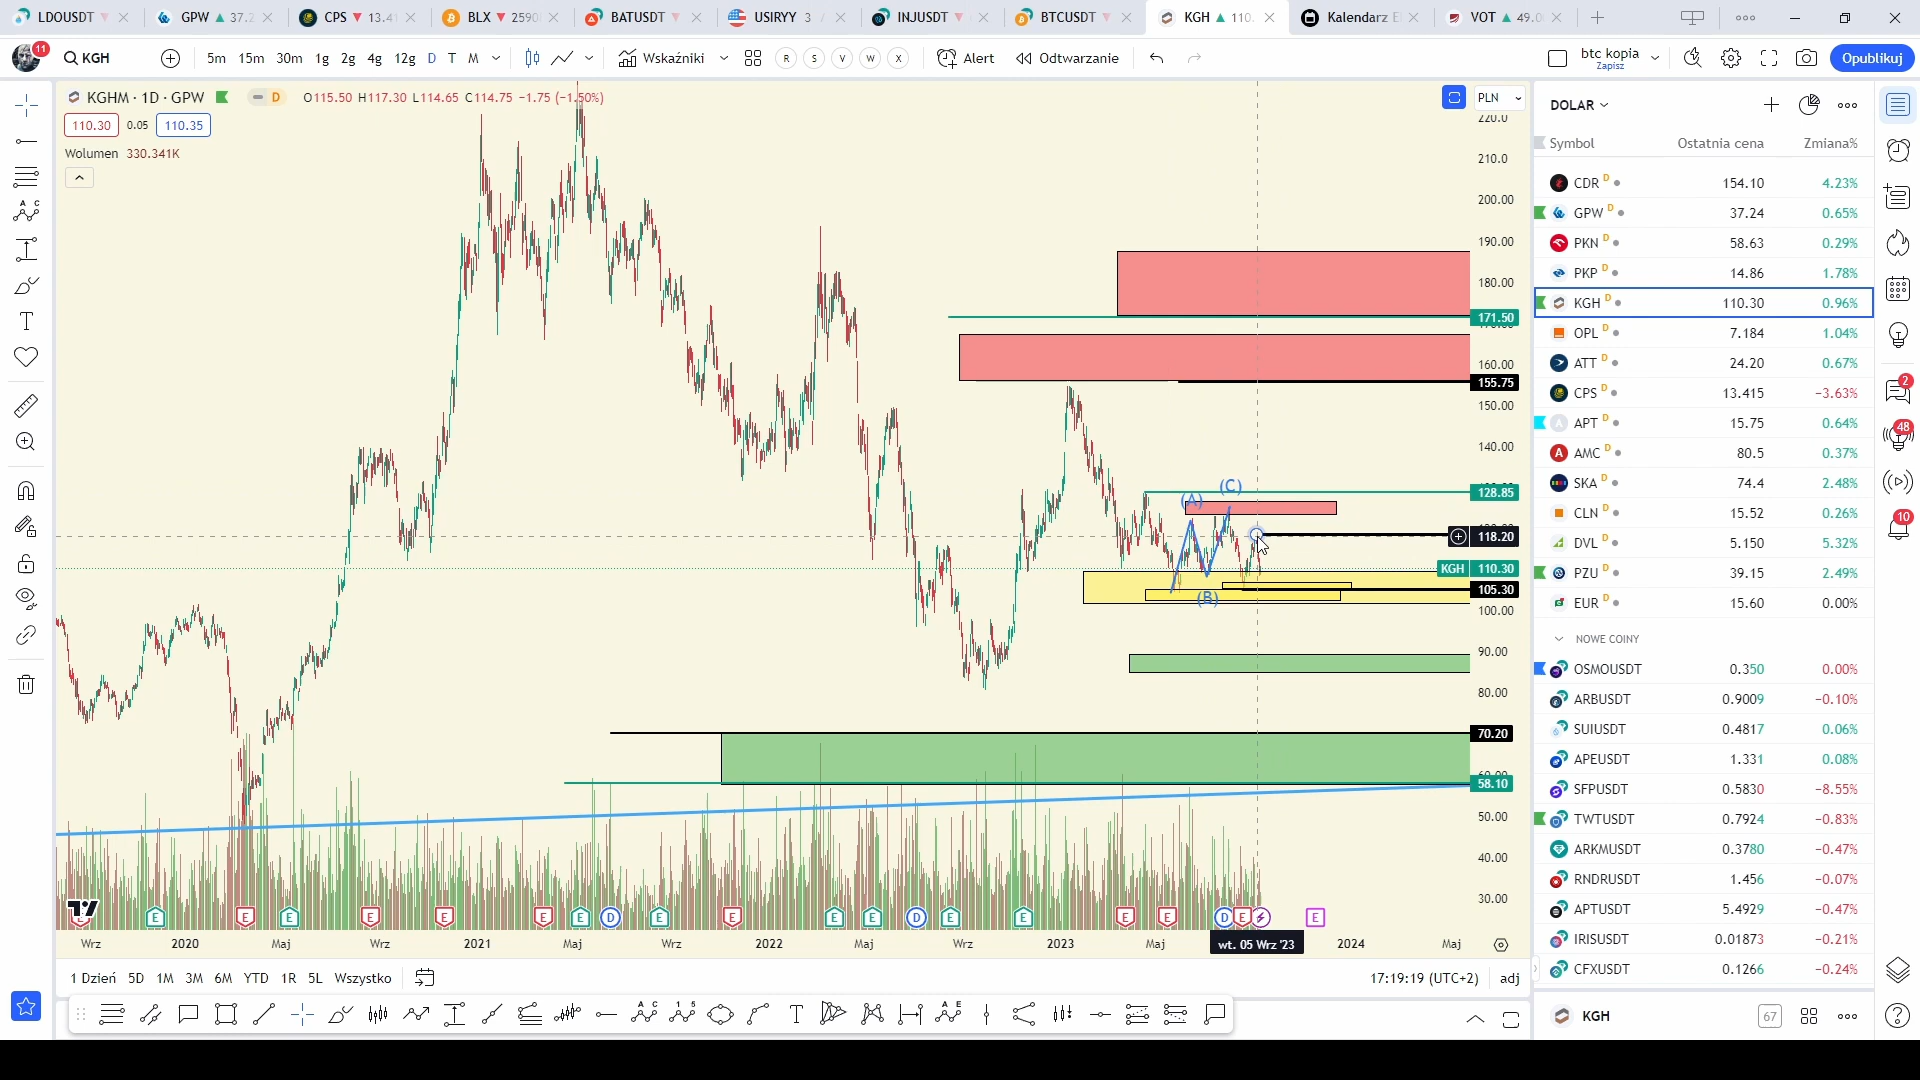 LDOUSDT
GPW ▲ 37.2
CPS ▼ 13.4
BLX ▼ 2590
BATUSDT ▼
USIRYY 3
INJUSDT ▼
BTCUSDT ▼
KGH ▲ 110.
Kalendarz E
VOT ▲ 49.0
11
KGH
5m 15m 30m 1g 2g 4g 12g D T M
Wskaźniki
R S V W X
Alert
Odtwarzanie
btc kopia
Zapisz
Opublikuj
KGHM · 1D · GPW
D
O115.50 H117.30 L114.65 C114.75 −1.75 (−1.50%)
110.30 0.05 110.35
Wolumen 330.341K
PLN
220.0
210.0
200.00
190.00
180.00
171.50
160.00
155.75
150.00
140.00
128.85
118.20
KGH 110.30
105.30
100.00
90.00
80.00
70.20
58.10
50.00
40.00
30.00
(A)
(C)
(B)
Wrz 2020 Maj Wrz 2021 Maj Wrz 2022 Maj Wrz 2023 Maj wt. 05 Wrz '23 2024 Maj
1 Dzień 5D 1M 3M 6M YTD 1R 5L Wszystko
17:19:19 (UTC+2) adj
DOLAR
Symbol Ostatnia cena Zmiana%
CDR D 154.10 4.23%
GPW D 37.24 0.65%
PKN D 58.63 0.29%
PKP D 14.86 1.78%
KGH D 110.30 0.96%
OPL D 7.184 1.04%
ATT D 24.20 0.67%
CPS D 13.415 −3.63%
APT D 15.75 0.64%
AMC D 80.5 0.37%
SKA D 74.4 2.48%
CLN D 15.52 0.26%
DVL D 5.150 5.32%
PZU D 39.15 2.49%
EUR D 15.60 0.00%
NOWE COINY
OSMOUSDT 0.350 0.00%
ARBUSDT 0.9009 −0.10%
SUIUSDT 0.4817 0.06%
APEUSDT 1.331 0.08%
SFPUSDT 0.5830 −8.55%
TWTUSDT 0.7924 −0.83%
ARKMUSDT 0.3780 −0.47%
RNDRUSDT 1.456 −0.07%
APTUSDT 5.4929 −0.47%
IRISUSDT 0.01873 −0.21%
CFXUSDT 0.1266 −0.24%
KGH
67
2
48
10